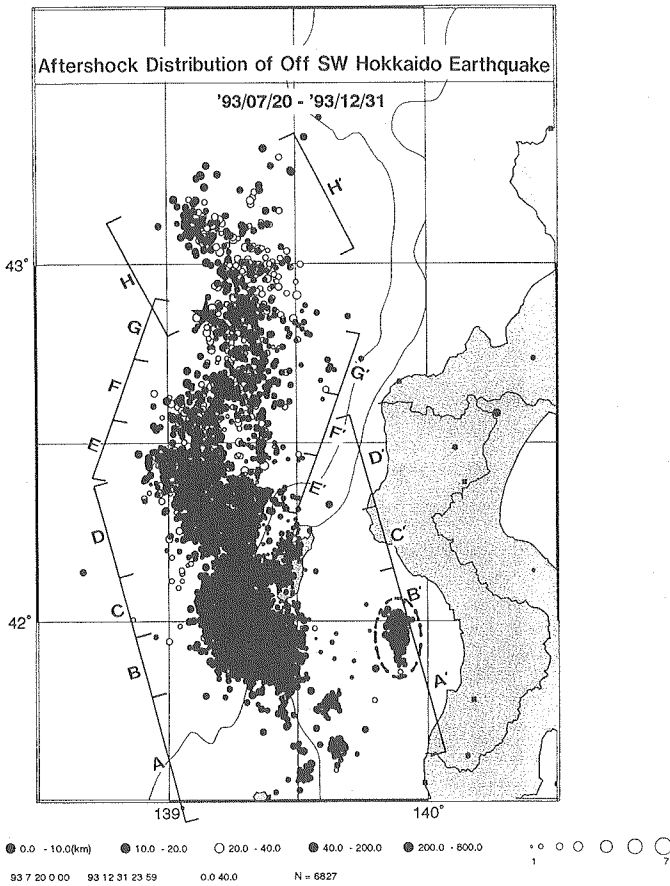 Aftershock Distribution of Off SW Hokkaido Earthquake
'93/07/20 - '93/12/31
H'
43°
H
G
G'
F
F'
E
E'
D'
D
C'
42°
C
B'
B
A'
A
139° 140°
0.0 - 10.0(km) 10.0 - 20.0 20.0 - 40.0 40.0 - 200.0 200.0 - 600.0
1 7
93 7 20 0 00 93 12 31 23 59 0.0 40.0 N = 6827